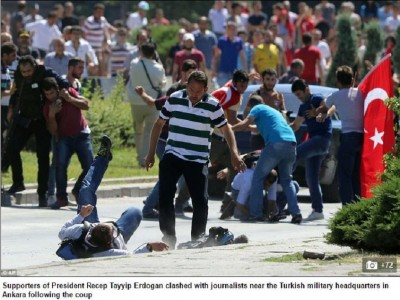 +72
Supporters of President Recep Tayyip Erdogan clashed with journalists near the Turkish military headquarters in
Ankara following the coup